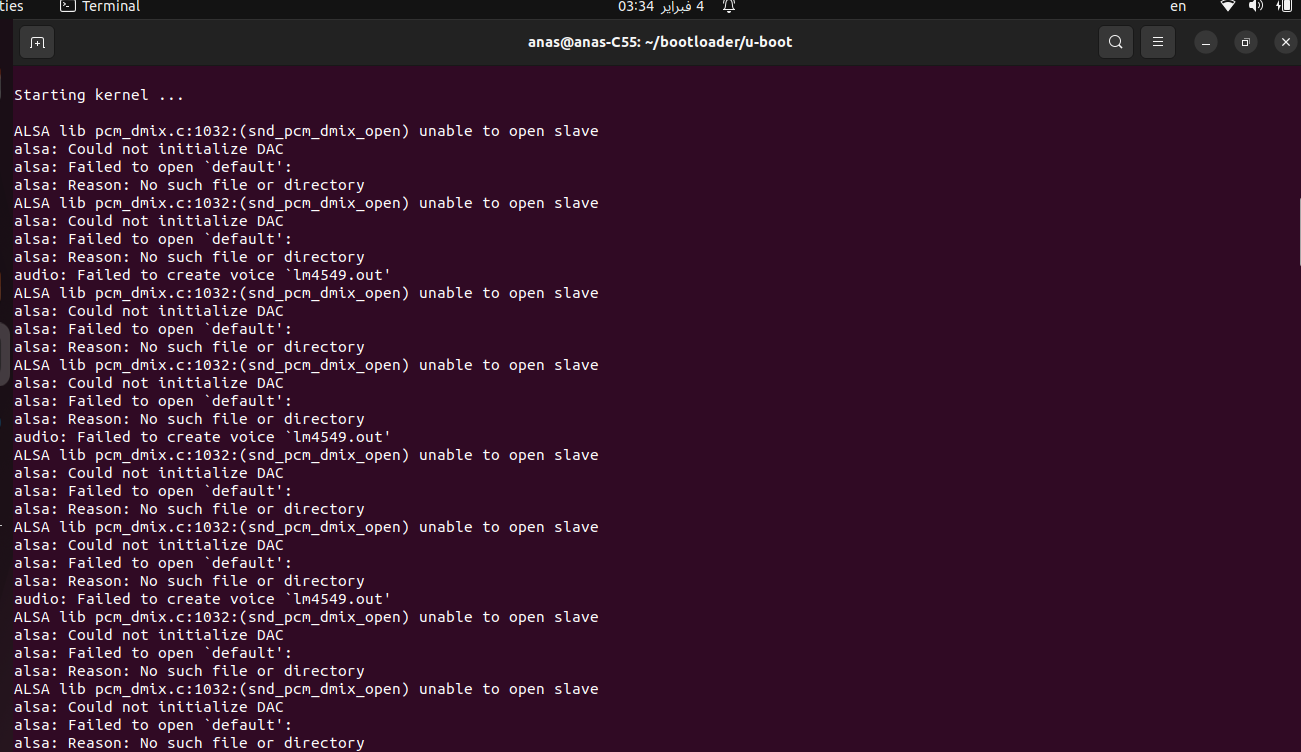 ties
Terminal
03:34 فبراير 4
en
anas@anas-C55: ~/bootloader/u-boot
Starting kernel ...
ALSA lib pcm_dmix.c:1032:(snd_pcm_dmix_open) unable to open slave
alsa: Could not initialize DAC
alsa: Failed to open `default':
alsa: Reason: No such file or directory
ALSA lib pcm_dmix.c:1032:(snd_pcm_dmix_open) unable to open slave
alsa: Could not initialize DAC
alsa: Failed to open `default':
alsa: Reason: No such file or directory
audio: Failed to create voice `lm4549.out'
ALSA lib pcm_dmix.c:1032:(snd_pcm_dmix_open) unable to open slave
alsa: Could not initialize DAC
alsa: Failed to open `default':
alsa: Reason: No such file or directory
ALSA lib pcm_dmix.c:1032:(snd_pcm_dmix_open) unable to open slave
alsa: Could not initialize DAC
alsa: Failed to open `default':
alsa: Reason: No such file or directory
audio: Failed to create voice `lm4549.out'
ALSA lib pcm_dmix.c:1032:(snd_pcm_dmix_open) unable to open slave
alsa: Could not initialize DAC
alsa: Failed to open `default':
alsa: Reason: No such file or directory
ALSA lib pcm_dmix.c:1032:(snd_pcm_dmix_open) unable to open slave
alsa: Could not initialize DAC
alsa: Failed to open `default':
alsa: Reason: No such file or directory
audio: Failed to create voice `lm4549.out'
ALSA lib pcm_dmix.c:1032:(snd_pcm_dmix_open) unable to open slave
alsa: Could not initialize DAC
alsa: Failed to open `default':
alsa: Reason: No such file or directory
ALSA lib pcm_dmix.c:1032:(snd_pcm_dmix_open) unable to open slave
alsa: Could not initialize DAC
alsa: Failed to open `default':
alsa: Reason: No such file or directory